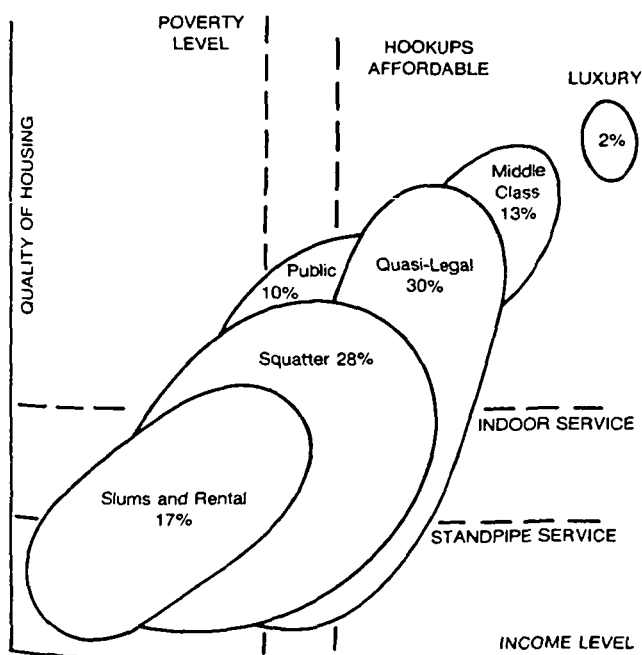 POVERTY
LEVEL
HOOKUPS
AFFORDABLE
LUXURY
2%
Middle
Class
13%
QUALITY OF HOUSING
Public
10%
Quasi-Legal
30%
Squatter 28%
INDOOR SERVICE
Slums and Rental
17%
STANDPIPE SERVICE
INCOME LEVEL